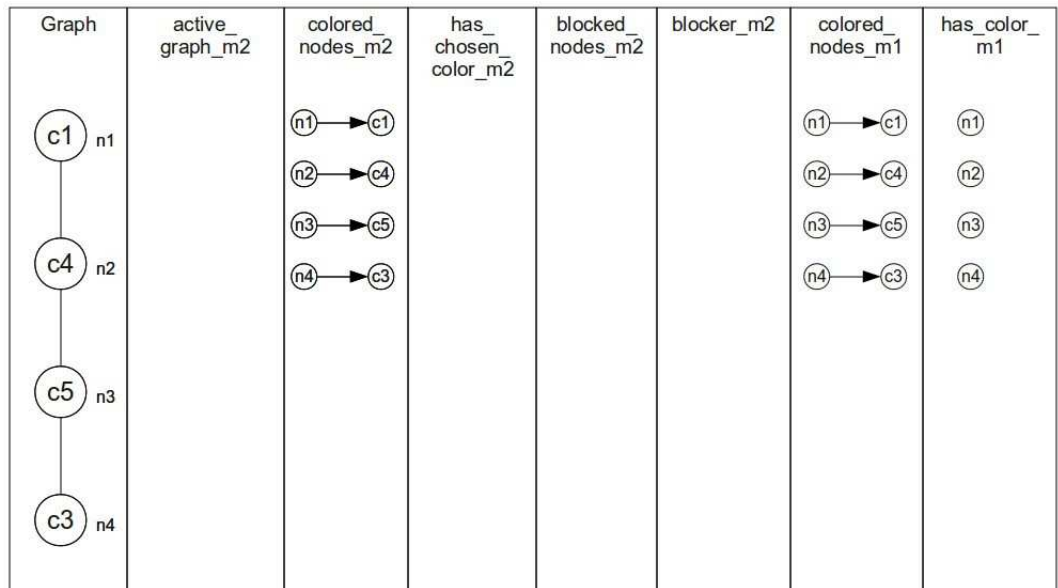 Graph
active_
graph_m2
colored_
nodes_m2
has_
chosen_
color_m2
blocked_
nodes_m2
blocker_m2
colored_
nodes_m1
has_color_
m1
c1 n1
n1 c1
n1 c1
n1
n2 c4
n2 c4
n2
n3 c5
n3 c5
n3
c4 n2
n4 c3
n4 c3
n4
c5 n3
c3 n4